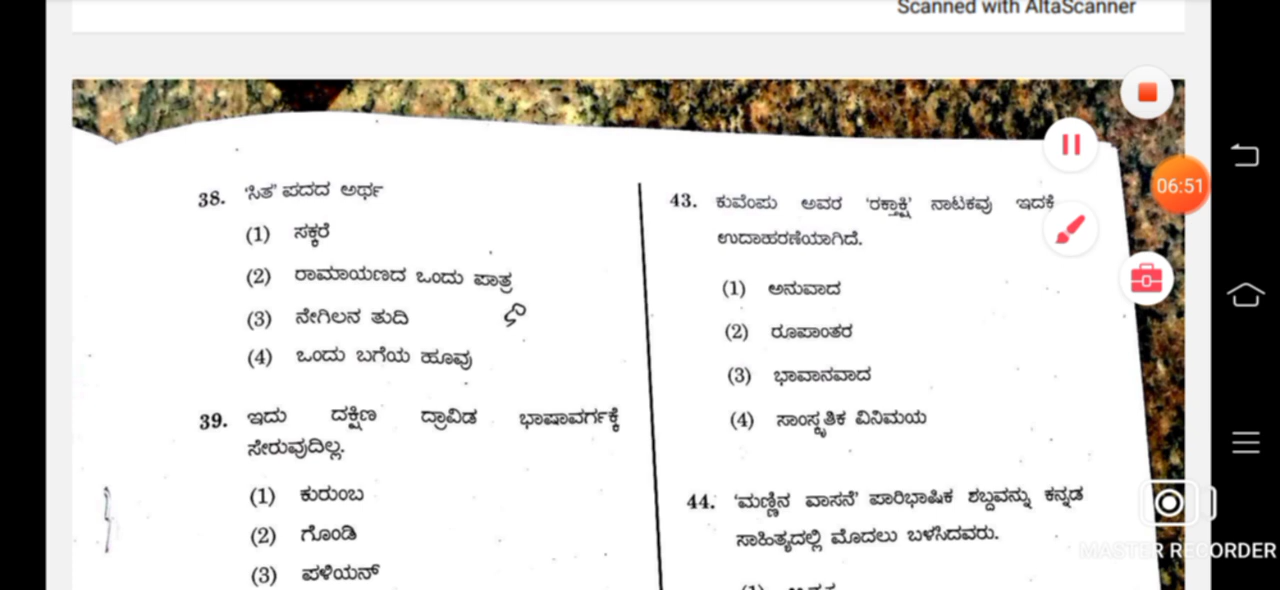 Scanned with AltaScanner
38. 'ಸಿತ' ಪದದ ಅರ್ಥ
(1) ಸಕ್ಕರೆ
(2) ರಾಮಾಯಣದ ಒಂದು ಪಾತ್ರ
(3) ನೇಗಿಲನ ತುದಿ
(4) ಒಂದು ಬಗೆಯ ಹೂವು
39. ಇದು ದಕ್ಷಿಣ ದ್ರಾವಿಡ ಭಾಷಾವರ್ಗಕ್ಕೆ
ಸೇರುವುದಿಲ್ಲ.
(1) ಕುರುಂಬ
(2) ಗೊಂಡಿ
(3) ಪಳಿಯನ್
43. ಕುವೆಂಪು ಅವರ 'ರಕ್ತಾಕ್ಷಿ' ನಾಟಕವು ಇದಕ್ಕೆ
ಉದಾಹರಣೆಯಾಗಿದೆ.
(1) ಅನುವಾದ
(2) ರೂಪಾಂತರ
(3) ಭಾವಾನವಾದ
(4) ಸಾಂಸ್ಕೃತಿಕ ವಿನಿಮಯ
44. 'ಮಣ್ಣಿನ ವಾಸನೆ' ಪಾರಿಭಾಷಿಕ ಶಬ್ದವನ್ನು ಕನ್ನಡ
ಸಾಹಿತ್ಯದಲ್ಲಿ ಮೊದಲು ಬಳಸಿದವರು.
(1)
06:51
MASTER RECORDER